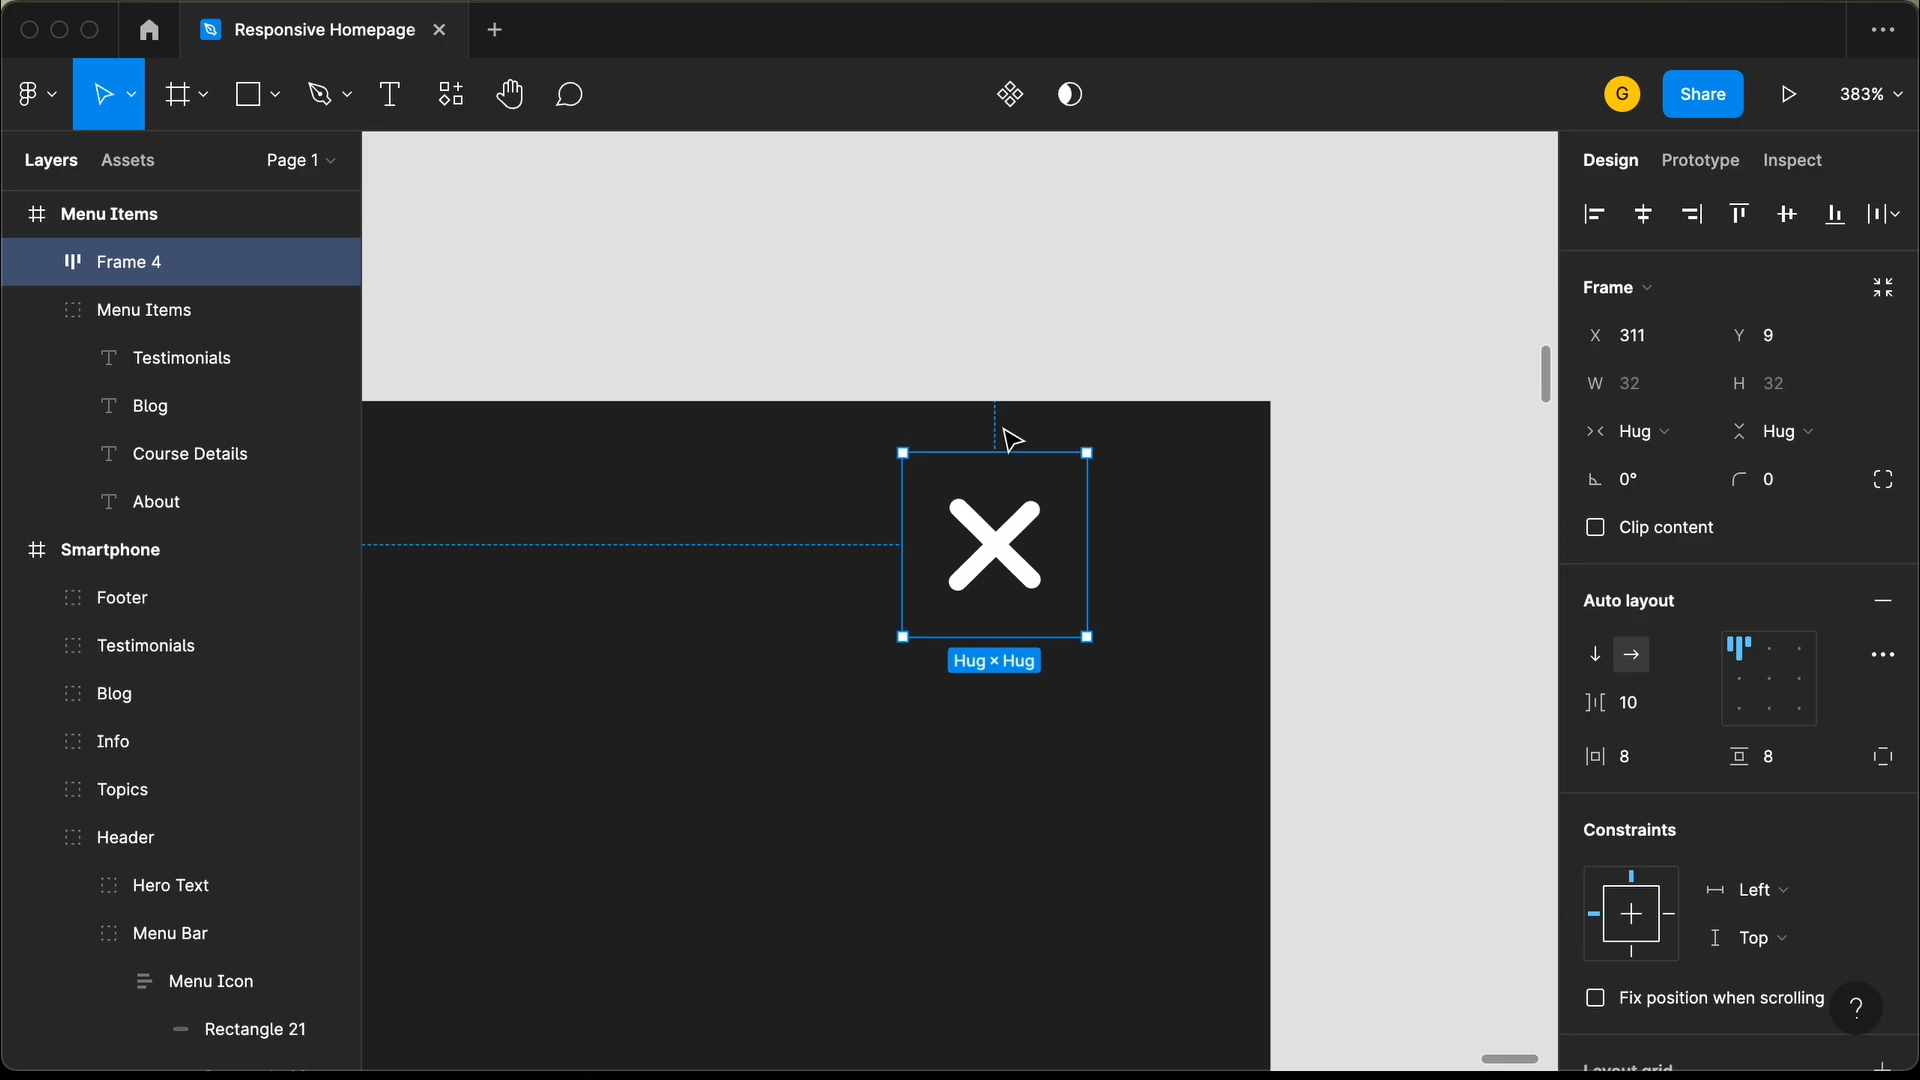 Responsive Homepage
G
Share
383%
Layers
Assets
Page 1
Menu Items
Frame 4
Menu Items
Testimonials
Blog
Course Details
About
Smartphone
Footer
Testimonials
Blog
Info
Topics
Header
Hero Text
Menu Bar
Menu Icon
Rectangle 21
Hug × Hug
Design
Prototype
Inspect
Frame
X 311
Y 9
W 32
H 32
Hug
Hug
0°
0
Clip content
Auto layout
10
8
8
Constraints
Left
Top
Fix position when scrolling
?
Layout grid